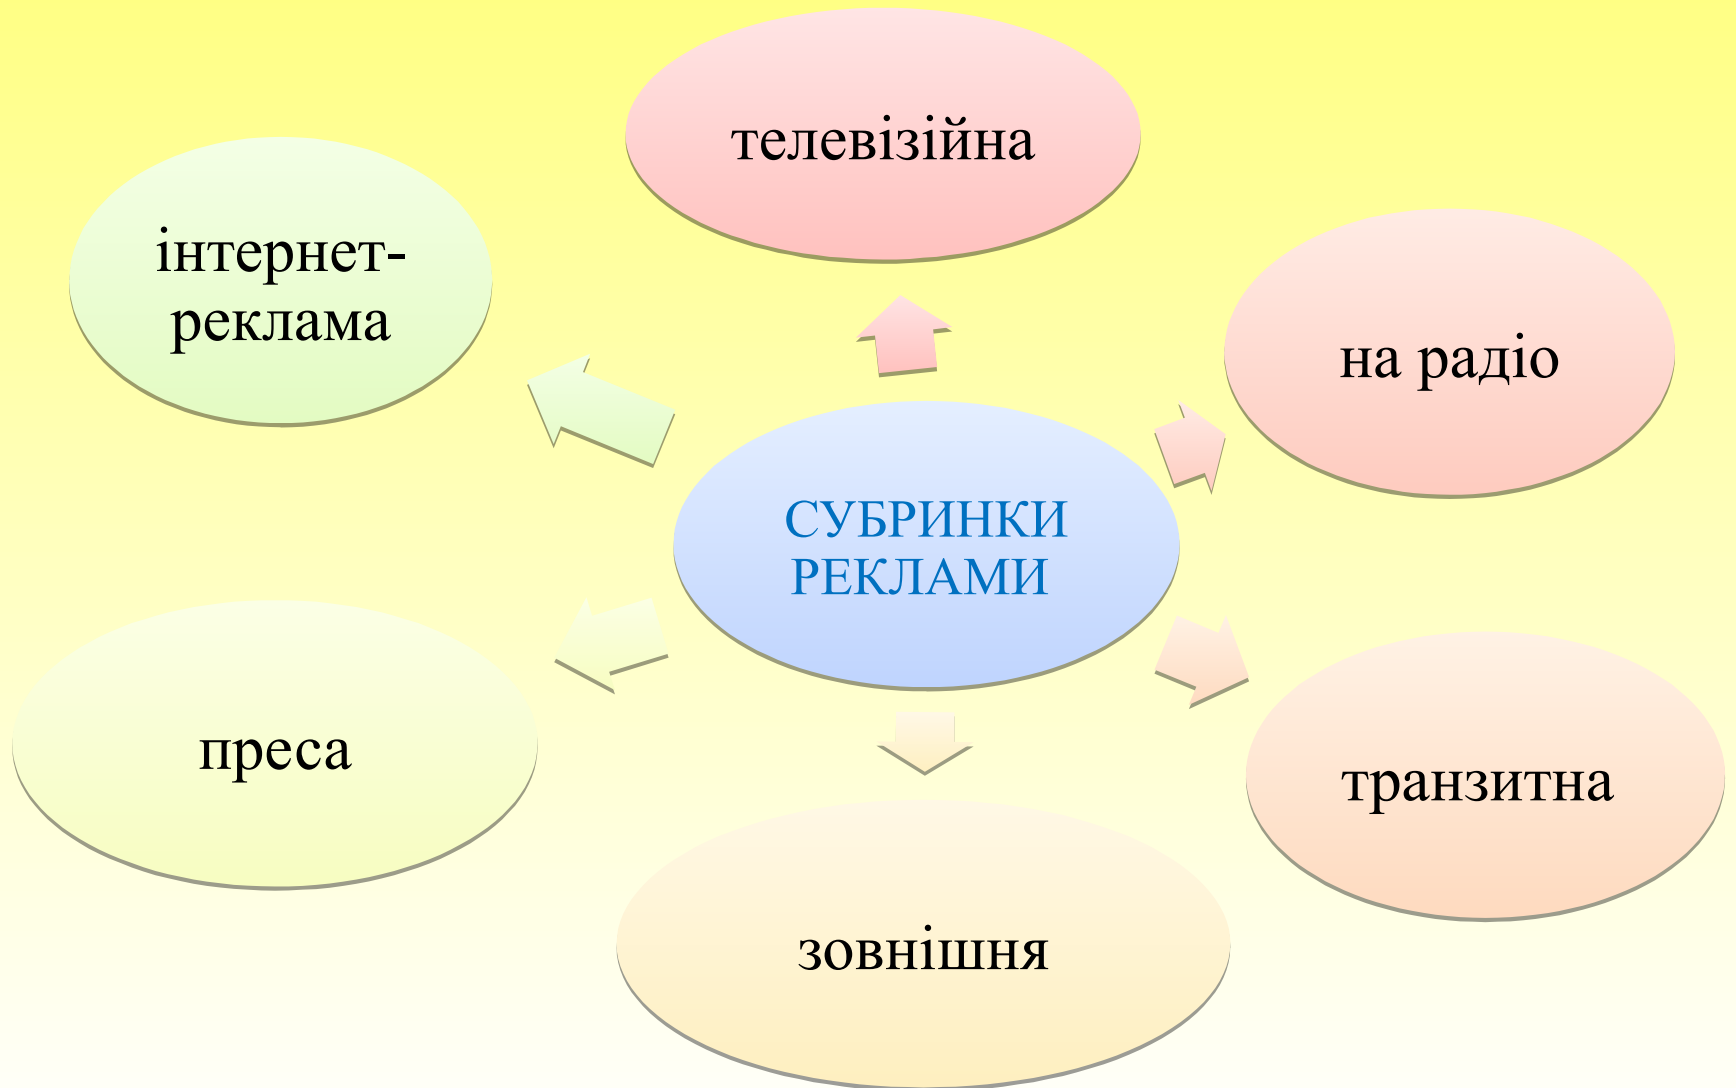 телевізійна
інтернет-
реклама
на радіо
СУБРИНКИ
РЕКЛАМИ
преса
транзитна
зовнішня